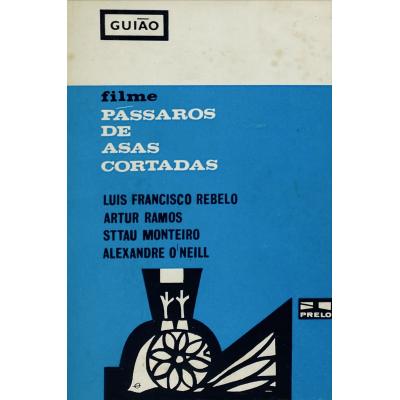 GUIÃO
filme
PÁSSAROS
DE
ASAS
CORTADAS
LUIS FRANCISCO REBELO
ARTUR RAMOS
STTAU MONTEIRO
ALEXANDRE O'NEILL
PRELO